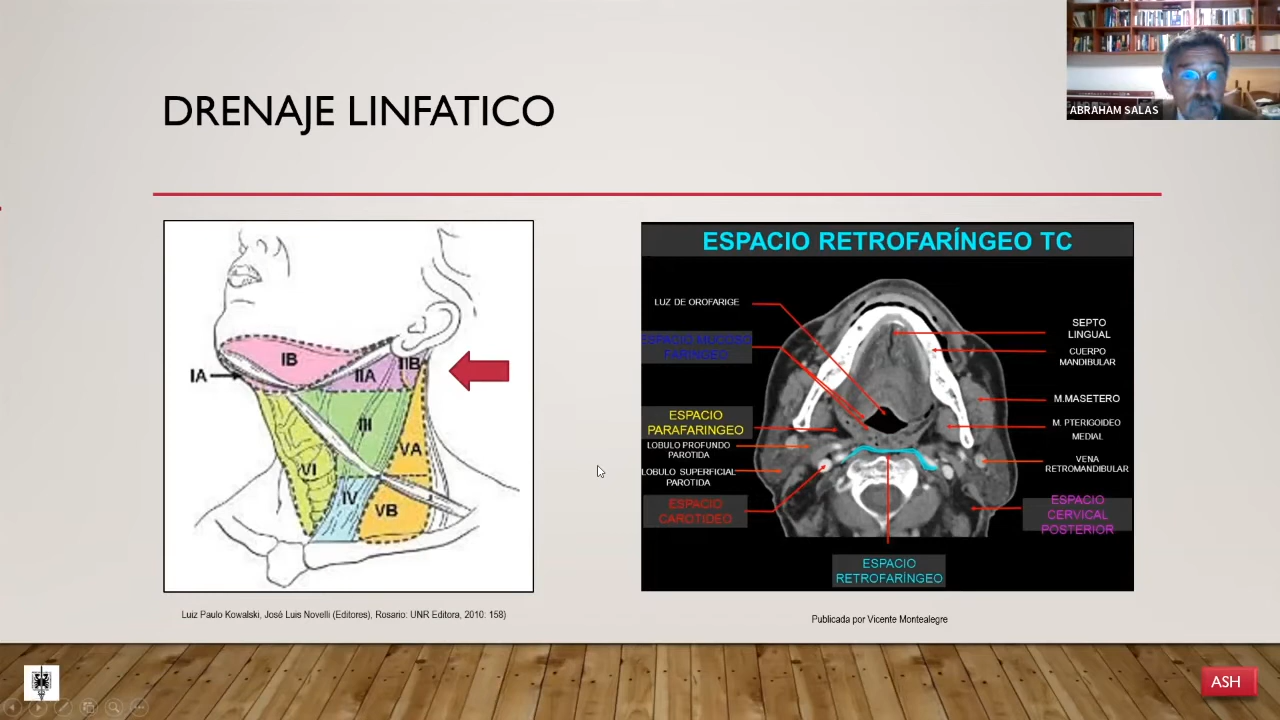 ABRAHAM SALAS
DRENAJE LINFATICO
IB
IA
IIA
IIB
III
VA
VI
IV
VB
Luiz Paulo Kowalski, José Luis Novelli (Editores), Rosario: UNR Editora, 2010: 158)
ESPACIO RETROFARÍNGEO TC
LUZ DE OROFARIGE
ESPACIO MUCOSO
FARINGEO
ESPACIO
PARAFARINGEO
LOBULO PROFUNDO
PAROTIDA
LOBULO SUPERFICIAL
PAROTIDA
ESPACIO
CAROTIDEO
SEPTO
LINGUAL
CUERPO
MANDIBULAR
M.MASETERO
M. PTERIGOIDEO
MEDIAL
VENA
RETROMANDIBULAR
ESPACIO
CERVICAL
POSTERIOR
ESPACIO
RETROFARÍNGEO
Publicada por Vicente Montealegre
ASH